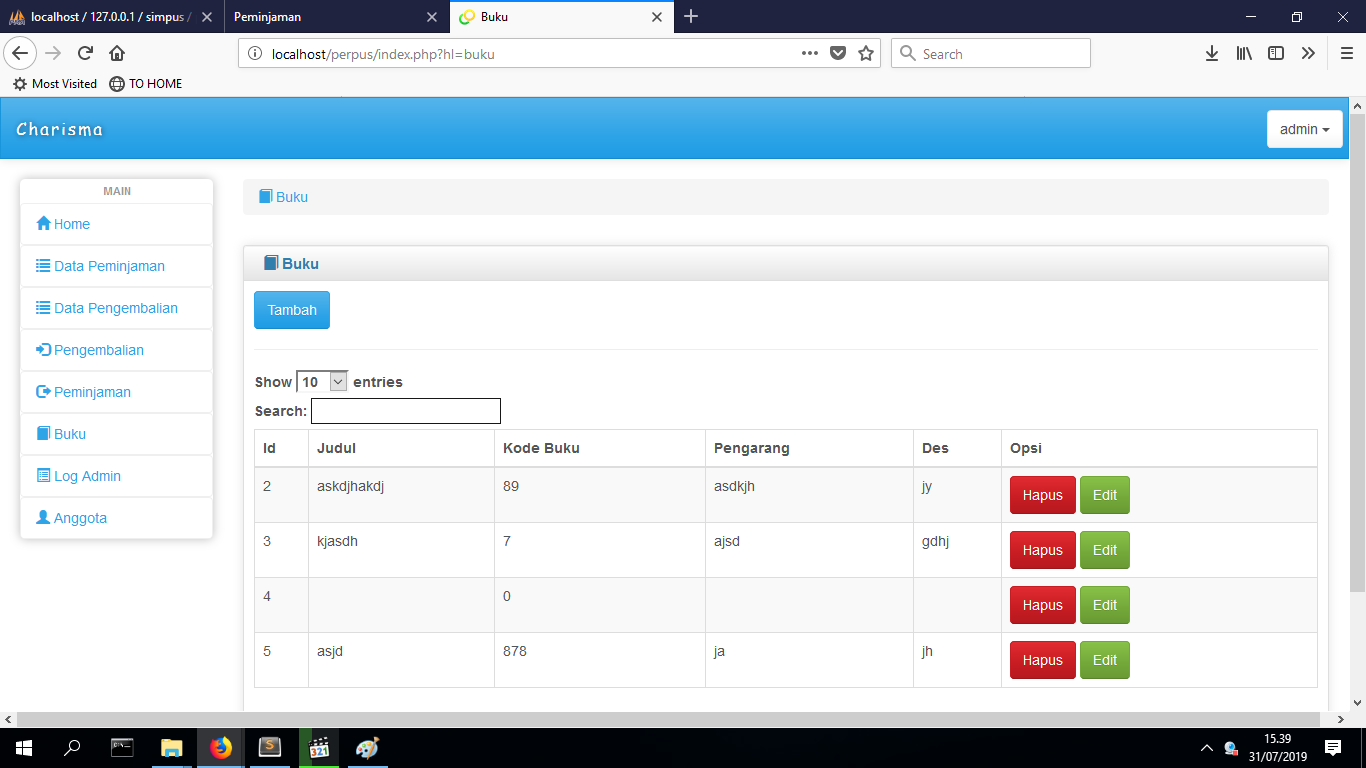 localhost / 127.0.0.1 / simpus /
Peminjaman
Buku
localhost/perpus/index.php?hl=buku
Search
Most Visited
TO HOME
Charisma
admin
MAIN
Home
Data Peminjaman
Data Pengembalian
Pengembalian
Peminjaman
Buku
Log Admin
Anggota
Buku
Buku
Tambah
Show 10 entries
Search:
Id Judul Kode Buku Pengarang Des Opsi
2 askdjhakdj 89 asdkjh jy Hapus Edit
3 kjasdh 7 ajsd gdhj Hapus Edit
4 0 Hapus Edit
5 asjd 878 ja jh Hapus Edit
321
15.39
31/07/2019